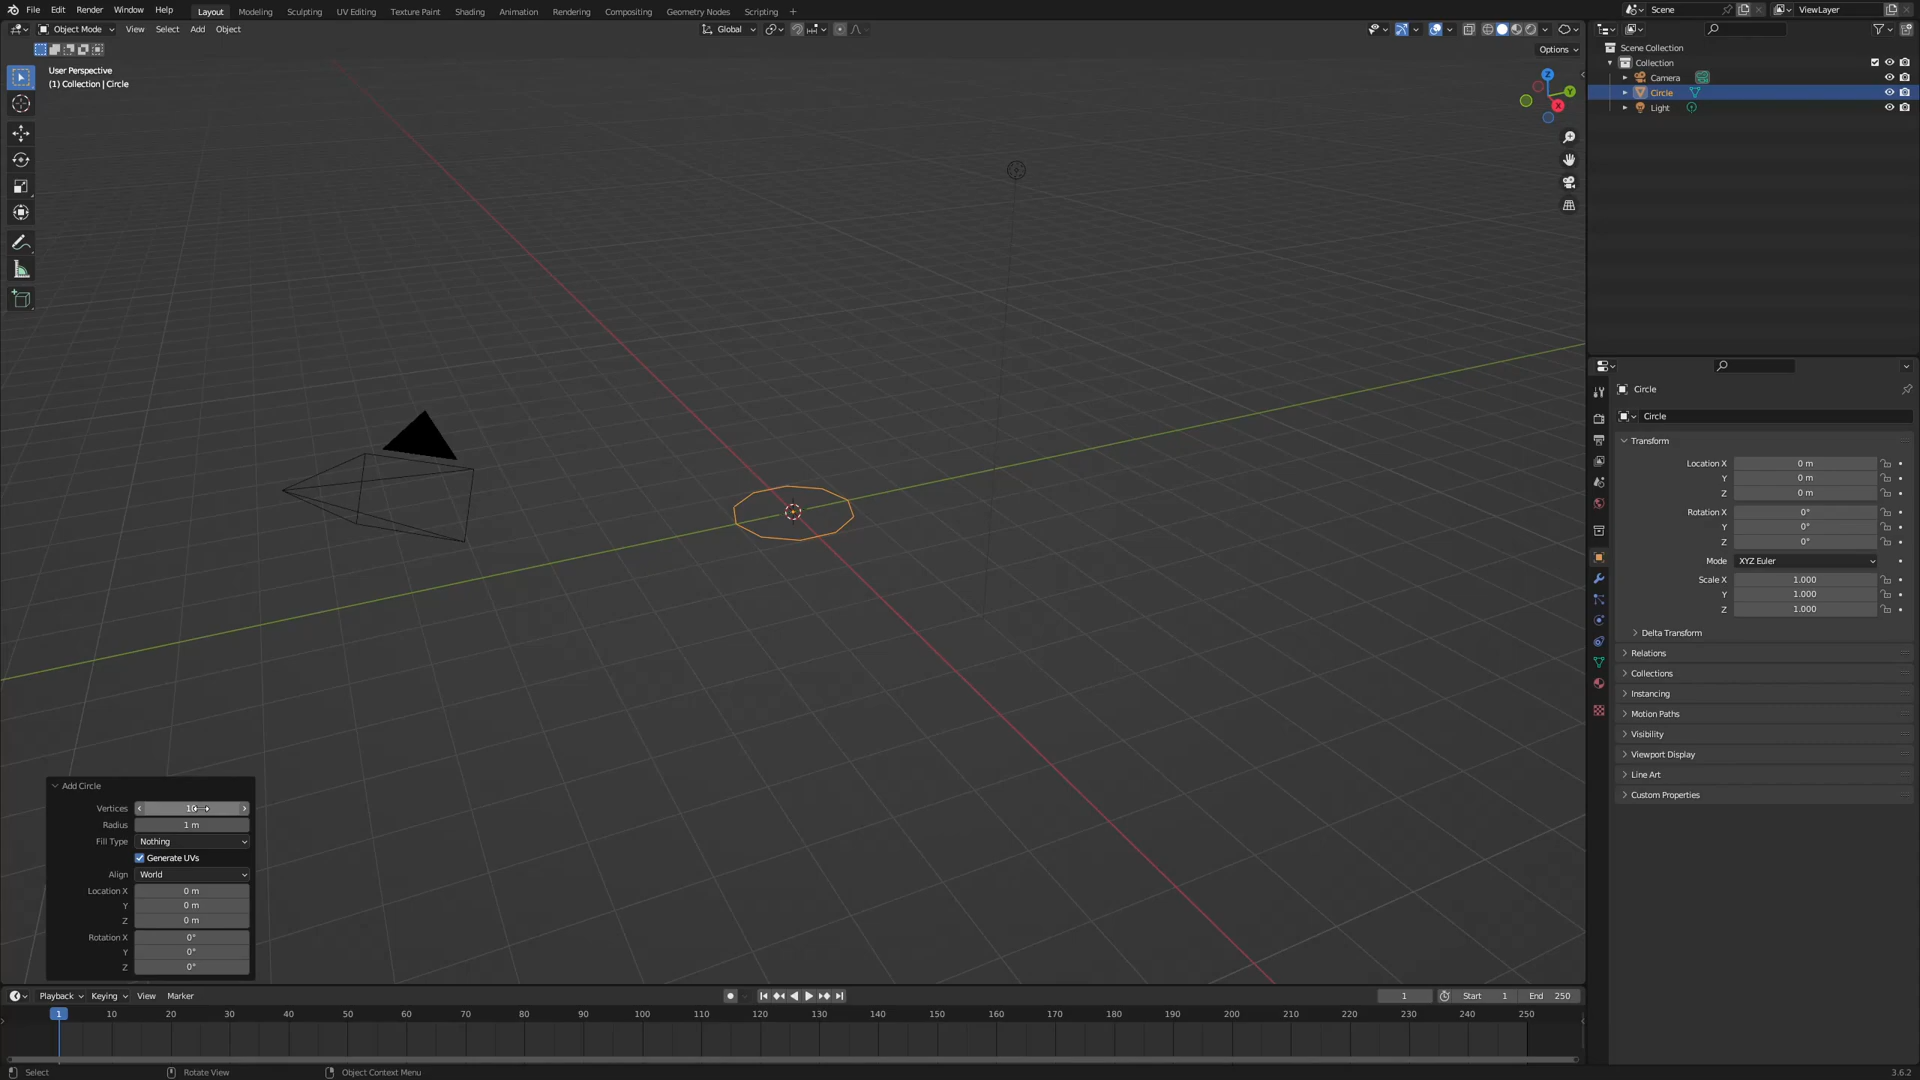 File Edit Render Window Help Layout Modeling Sculpting UV Editing Texture Paint Shading Animation Rendering Compositing Geometry Nodes Scripting + Scene ViewLayer
Object Mode View Select Add Object Global
Options
User Perspective
(1) Collection | Circle
Z
Y
X
Scene Collection
Collection
Camera
Circle
Light
Circle
Circle
Transform
Location X 0 m
Y 0 m
Z 0 m
Rotation X 0°
Y 0°
Z 0°
Mode XYZ Euler
Scale X 1.000
Y 1.000
Z 1.000
Delta Transform
Relations
Collections
Instancing
Motion Paths
Visibility
Viewport Display
Line Art
Custom Properties
Add Circle
Vertices
Radius 1 m
Fill Type Nothing
Generate UVs
Align World
Location X 0 m
Y 0 m
Z 0 m
Rotation X 0°
Y 0°
Z 0°
Playback Keying View Marker 1 Start 1 End 250
1 10 20 30 40 50 60 70 80 90 100 110 120 130 140 150 160 170 180 190 200 210 220 230 240 250
Select Rotate View Object Context Menu 3.6.2